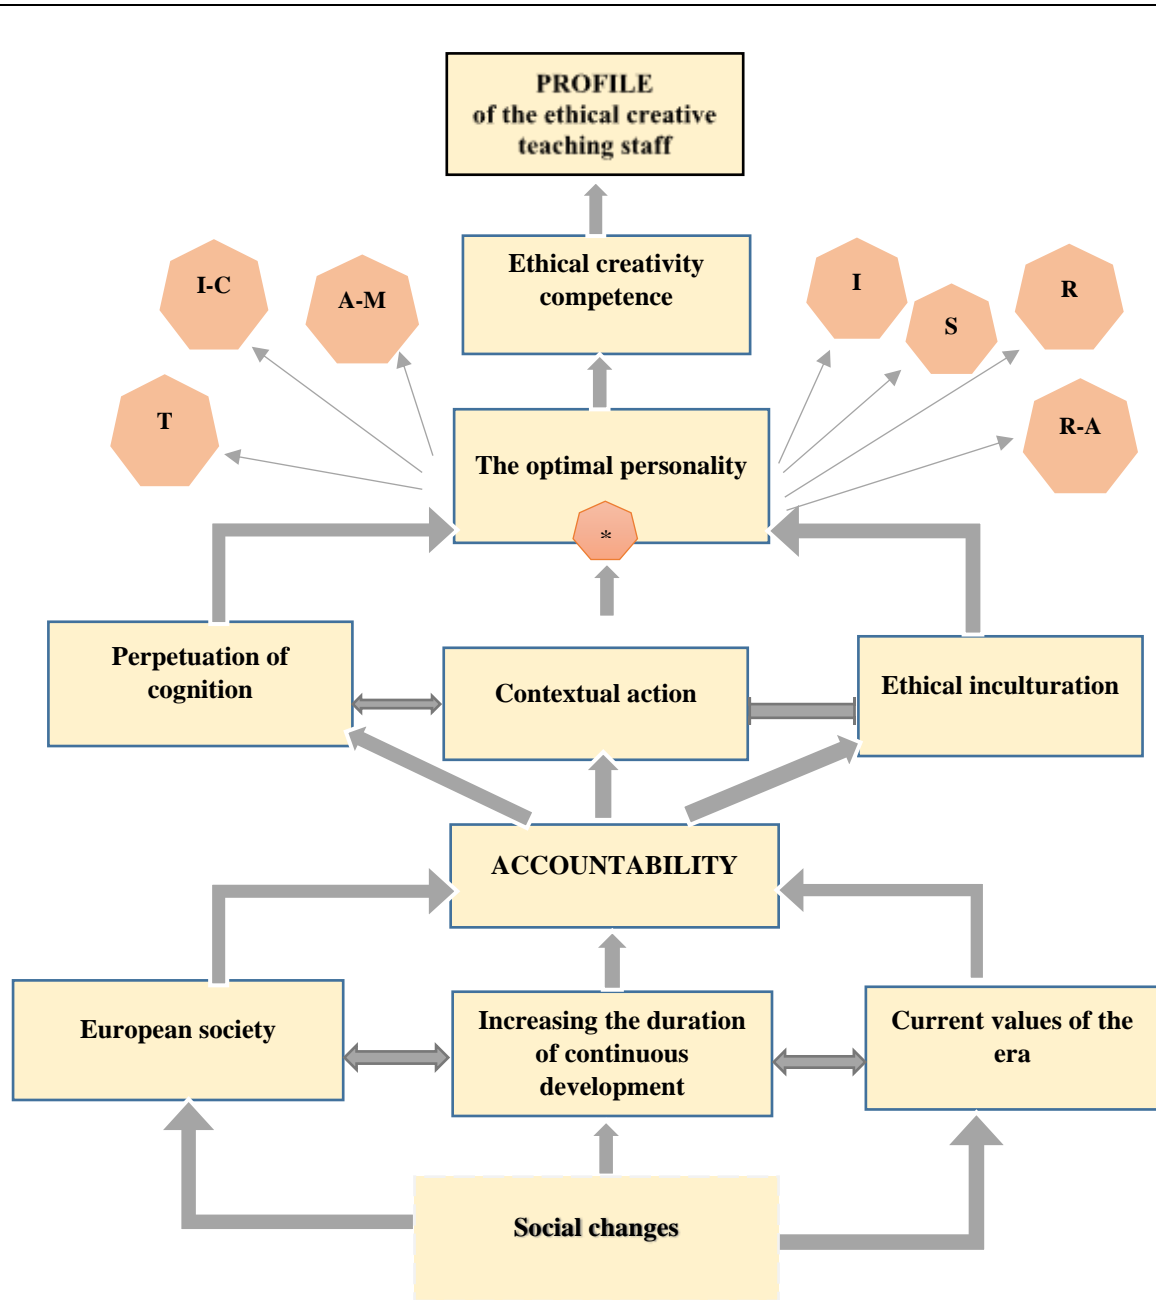 PROFILE
of the ethical creative
teaching staff
Ethical creativity
competence
I-C
A-M
T
I
S
R
R-A
The optimal personality
*
Perpetuation of
cognition
Contextual action
Ethical inculturation
ACCOUNTABILITY
European society
Increasing the duration
of continuous
development
Current values of the
era
Social changes